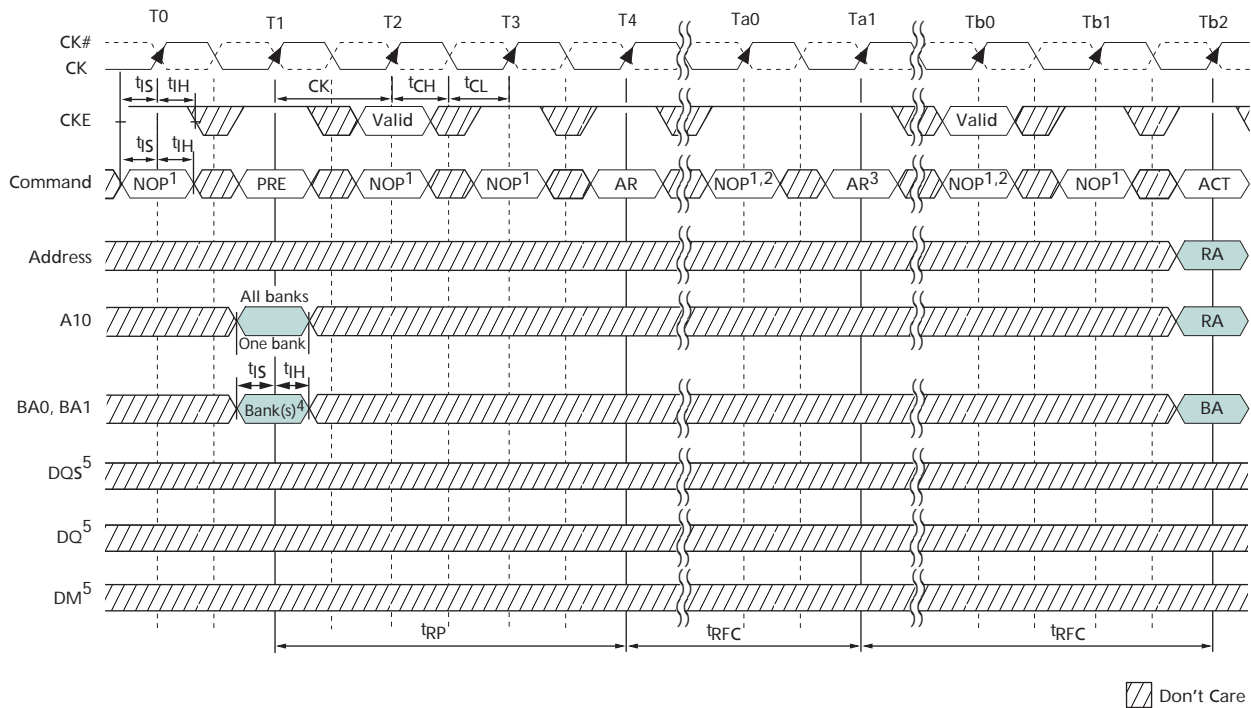 T0 T1 T2 T3 T4 Ta0 Ta1 Tb0 Tb1 Tb2
CK#
CK
tIS tIH CK tCH tCL
CKE Valid Valid
tIS tIH
Command NOP1 PRE NOP1 NOP1 AR NOP1,2 AR3 NOP1,2 NOP1 ACT
Address RA
All banks
A10 RA
One bank
tIS tIH
BA0, BA1 Bank(s)4 BA
DQS5
DQ5
DM5
tRP tRFC tRFC
Don't Care